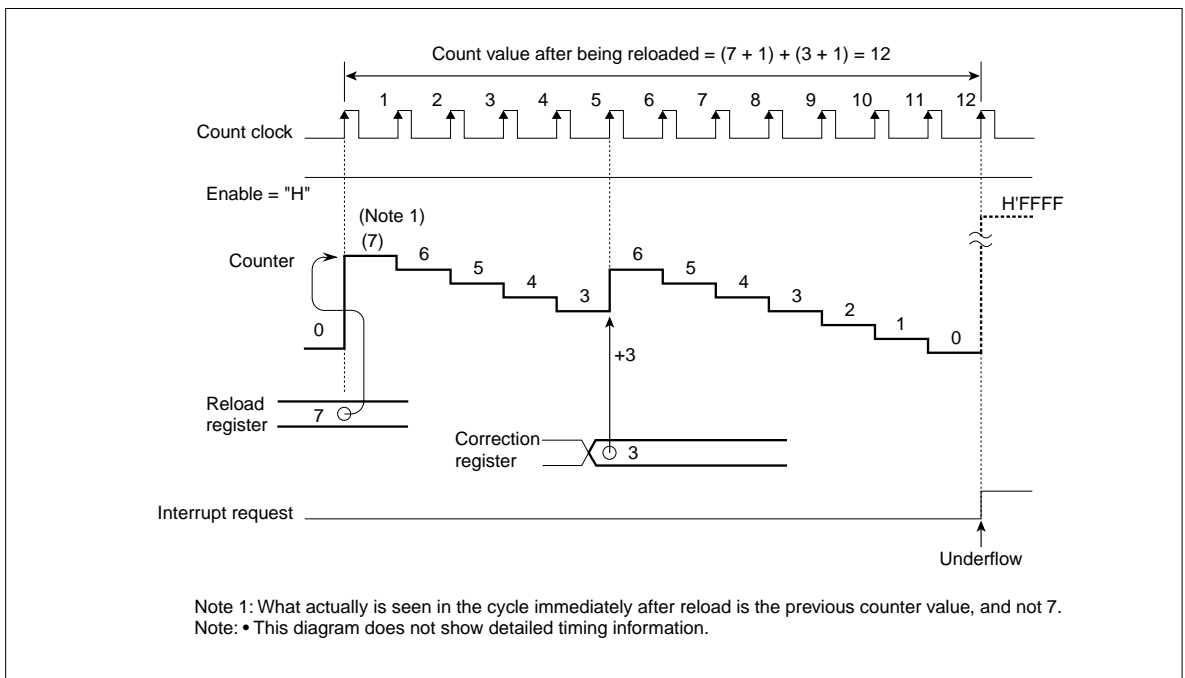 Count value after being reloaded = (7 + 1) + (3 + 1) = 12
1 2 3 4 5 6 7 8 9 10 11 12
Count clock
Enable = "H"
H'FFFF
(Note 1)
(7)
Counter
6 5 4 3 6 5 4 3 2 1 0
0
+3
Reload
register
7
Correction
register
3
Interrupt request
Underflow
Note 1: What actually is seen in the cycle immediately after reload is the previous counter value, and not 7.
Note: • This diagram does not show detailed timing information.